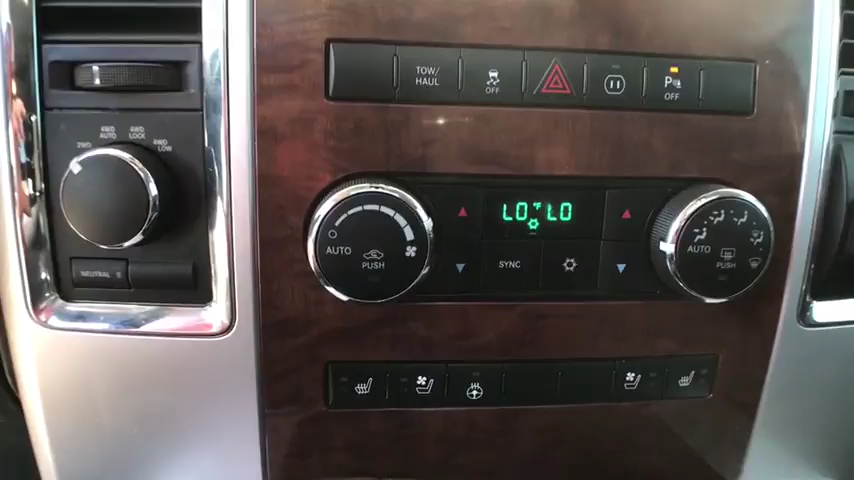 TOW/
HAUL
OFF
P OFF
4WD AUTO
4WD LOCK
4WD LOW
2WD
LO LO
AUTO
PUSH
SYNC
AUTO
PUSH
NEUTRAL